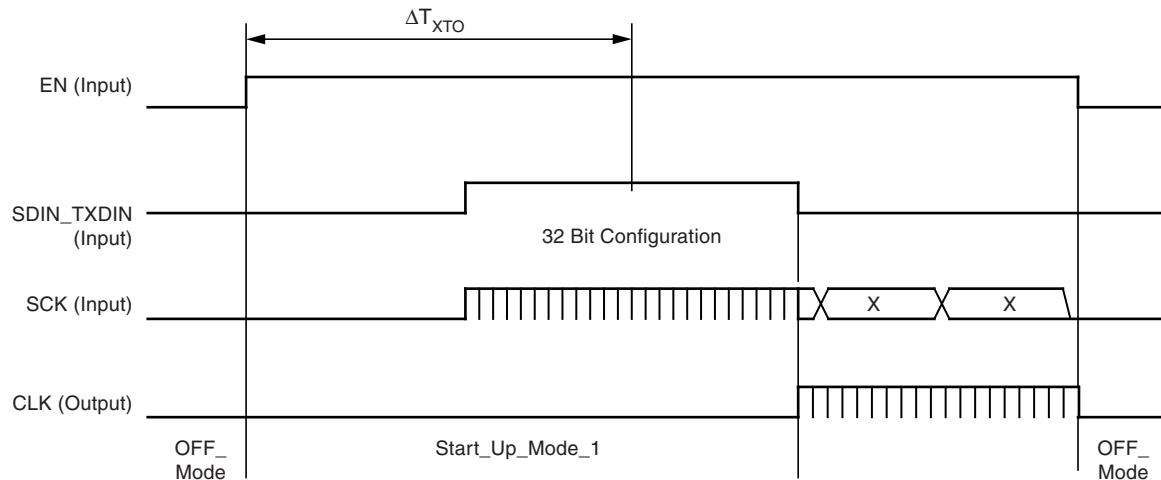 ΔT_XTO
EN (Input)
SDIN_TXDIN
(Input)
32 Bit Configuration
SCK (Input)
X X
CLK (Output)
OFF_
Mode
Start_Up_Mode_1
OFF_
Mode